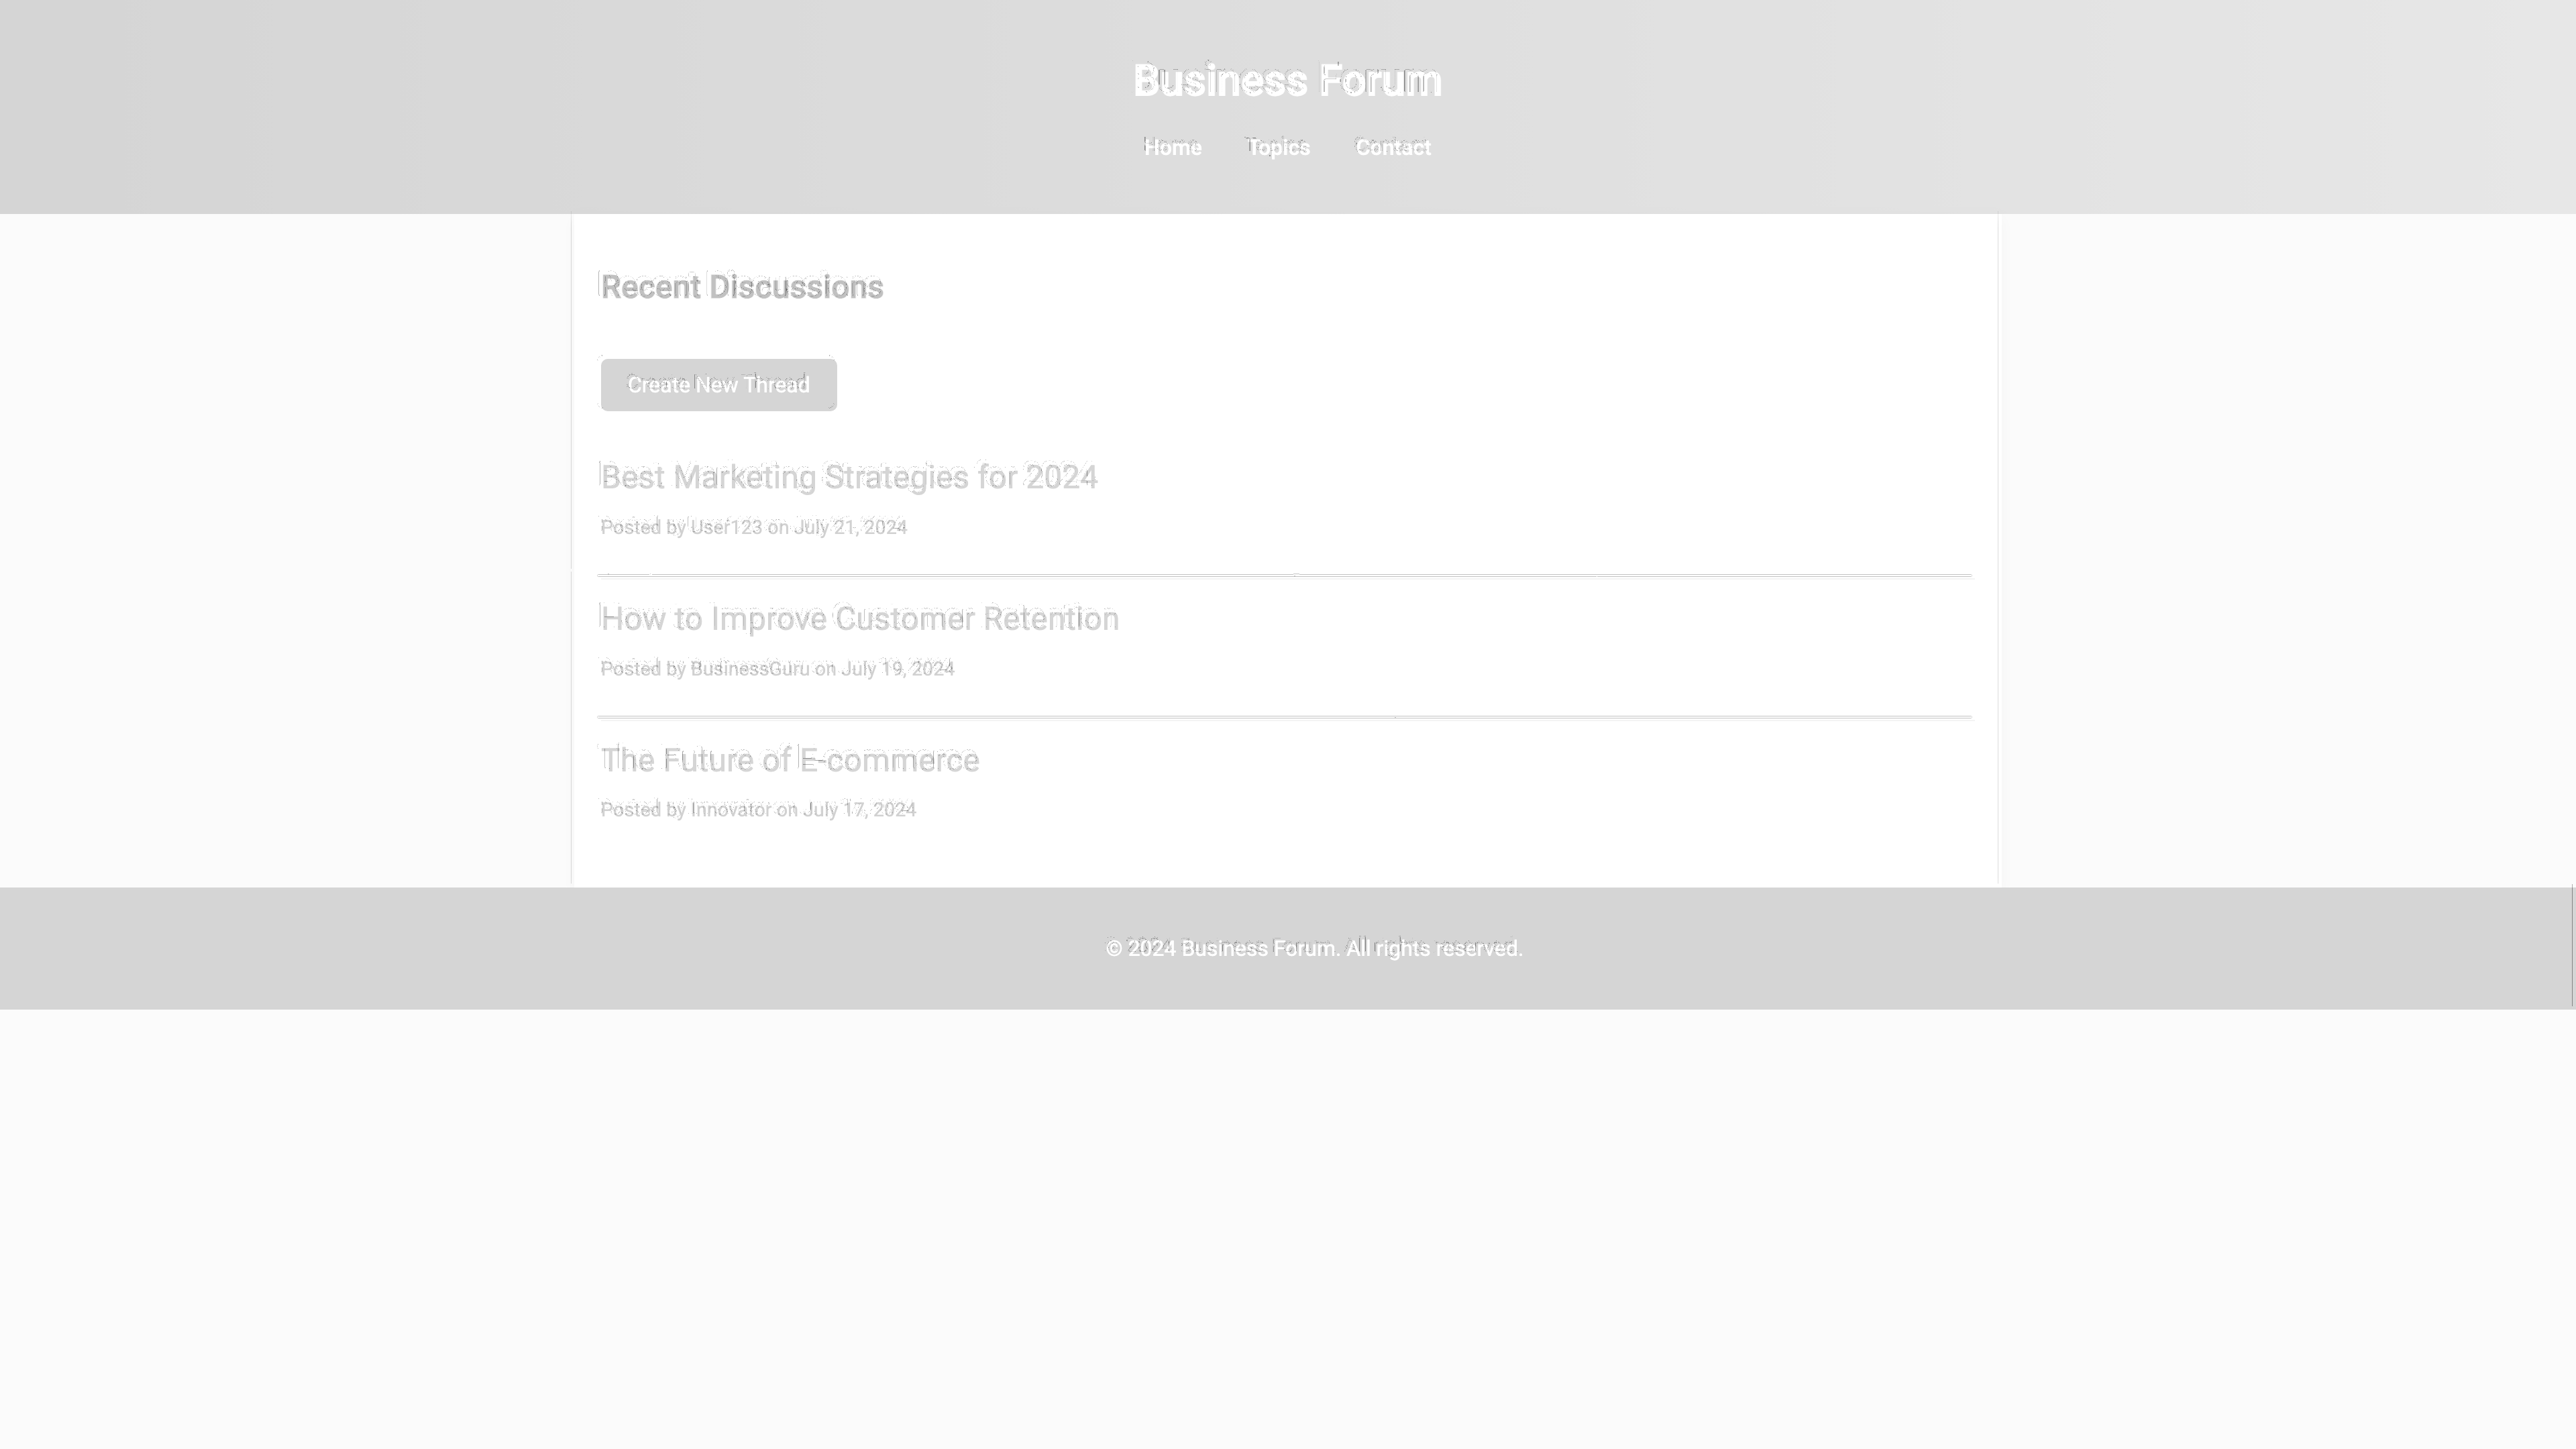 Business Forum
Home Topics Contact
Recent Discussions
Create New Thread
Best Marketing Strategies for 2024
Posted by User123 on July 21, 2024
How to Improve Customer Retention
Posted by BusinessGuru on July 19, 2024
The Future of E-commerce
Posted by Innovator on July 17, 2024
© 2024 Business Forum. All rights reserved.